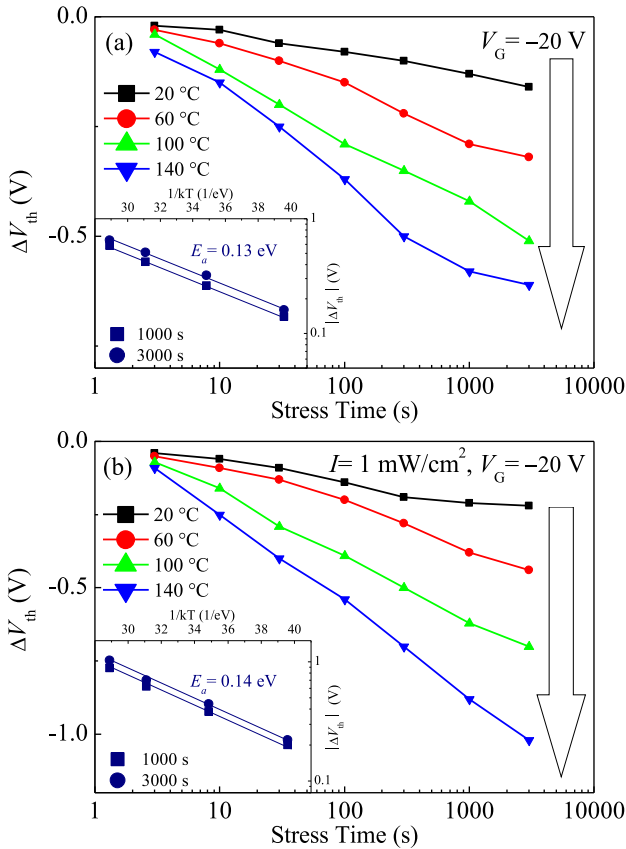 0.0
(a)
V_G = −20 V
20 °C
60 °C
100 °C
140 °C
1/kT (1/eV)
30 32 34 36 38 40
1
E_a = 0.13 eV
|ΔV_th| (V)
0.1
1000 s
3000 s
-0.5
ΔV_th (V)
1 10 100 1000 10000
Stress Time (s)
0.0
(b)
I= 1 mW/cm², V_G= −20 V
20 °C
60 °C
100 °C
140 °C
1/kT (1/eV)
30 32 34 36 38 40
1
E_a = 0.14 eV
|ΔV_th| (V)
0.1
1000 s
3000 s
-0.5
-1.0
ΔV_th (V)
1 10 100 1000 10000
Stress Time (s)